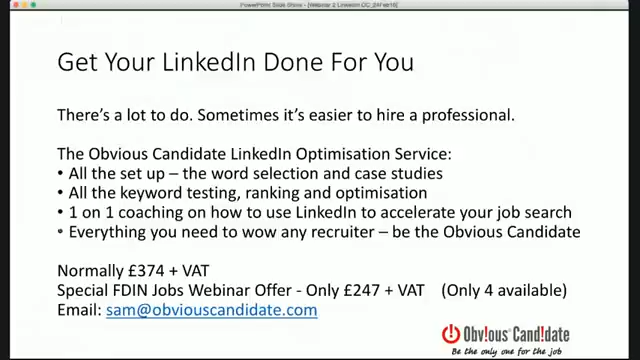 PowerPoint Slide Show - [Webinar 2 LinkedIn OC_24Feb16]
Get Your LinkedIn Done For You
There's a lot to do. Sometimes it's easier to hire a professional.
The Obvious Candidate LinkedIn Optimisation Service:
• All the set up – the word selection and case studies
• All the keyword testing, ranking and optimisation
• 1 on 1 coaching on how to use LinkedIn to accelerate your job search
• Everything you need to wow any recruiter – be the Obvious Candidate
Normally £374 + VAT
Special FDIN Jobs Webinar Offer - Only £247 + VAT (Only 4 available)
Email: sam@obviouscandidate.com
Obv!ous Cand!date
Be the only one for the job